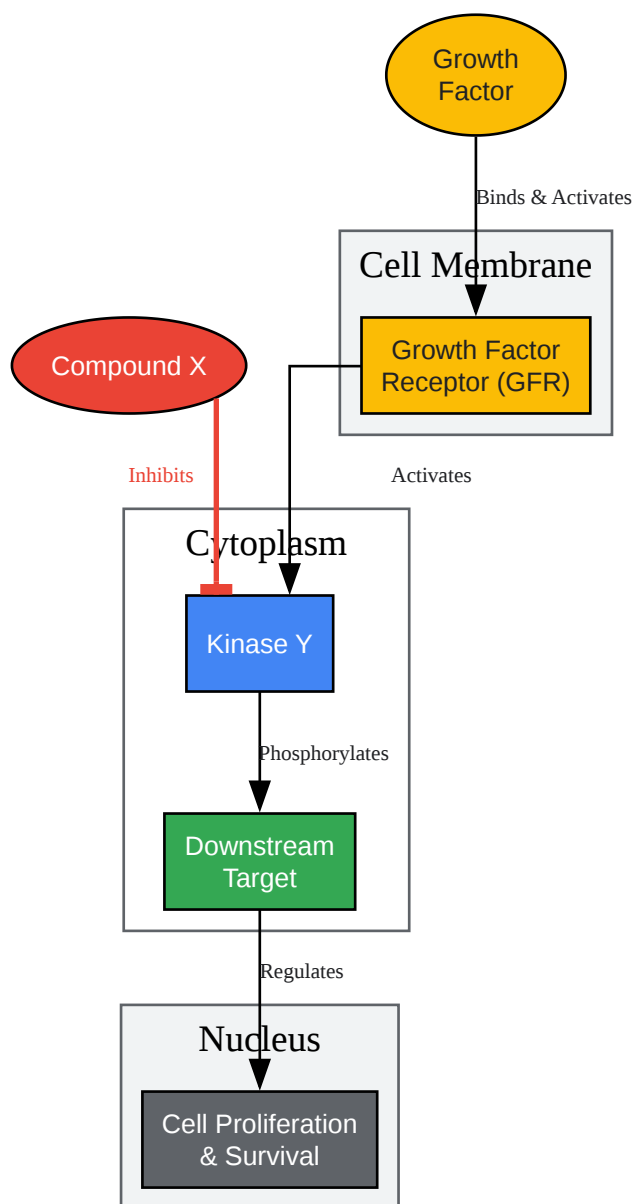 Growth
Factor
Binds & Activates
Cell Membrane
Growth Factor
Receptor (GFR)
Compound X
Inhibits
Activates
Cytoplasm
Kinase Y
Phosphorylates
Downstream
Target
Regulates
Nucleus
Cell Proliferation
& Survival